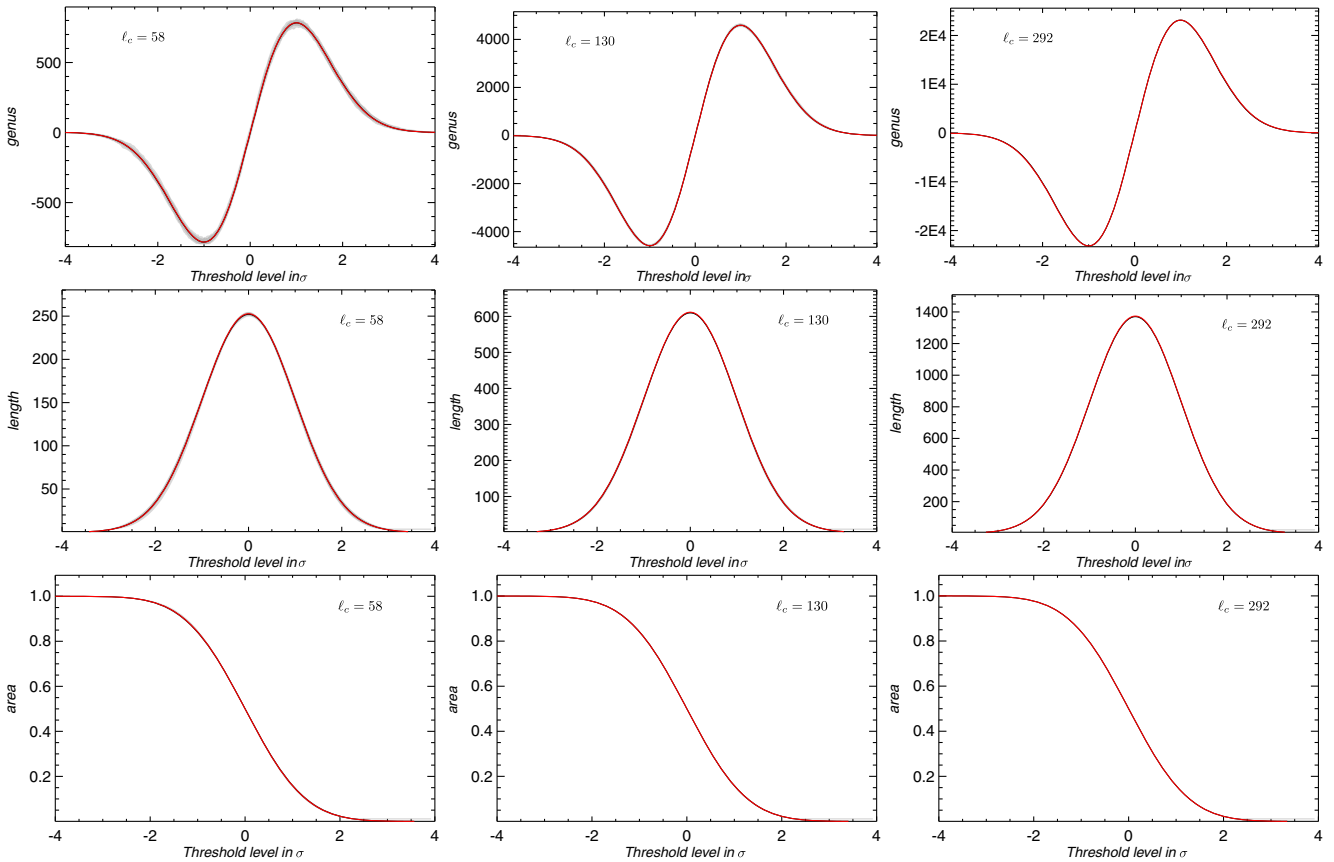 ℓc = 58
500
0
-500
genus
-4 -2 0 2 4
Threshold level inσ
ℓc = 130
4000
2000
0
-2000
-4000
genus
-4 -2 0 2 4
Threshold level inσ
ℓc = 292
2E4
1E4
0
-1E4
-2E4
genus
-4 -2 0 2 4
Threshold level inσ
ℓc = 58
250
200
150
100
50
length
-4 -2 0 2 4
Threshold level in σ
ℓc = 130
600
500
400
300
200
100
length
-4 -2 0 2 4
Threshold level inσ
ℓc = 292
1400
1200
1000
800
600
400
200
length
-4 -2 0 2 4
Threshold level inσ
ℓc = 58
1.0
0.8
0.6
0.4
0.2
area
-4 -2 0 2 4
Threshold level in σ
ℓc = 130
1.0
0.8
0.6
0.4
0.2
area
-4 -2 0 2 4
Threshold level in σ
ℓc = 292
1.0
0.8
0.6
0.4
0.2
area
-4 -2 0 2 4
Threshold level in σ